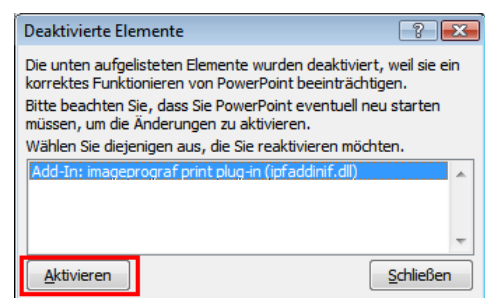 Deaktivierte Elemente
Die unten aufgelisteten Elemente wurden deaktiviert, weil sie ein
korrektes Funktionieren von PowerPoint beeinträchtigen.
Bitte beachten Sie, dass Sie PowerPoint eventuell neu starten
müssen, um die Änderungen zu aktivieren.
Wählen Sie diejenigen aus, die Sie reaktivieren möchten.
Add-In: imageprograf print plug-in (ipfaddinif.dll)
Aktivieren
Schließen